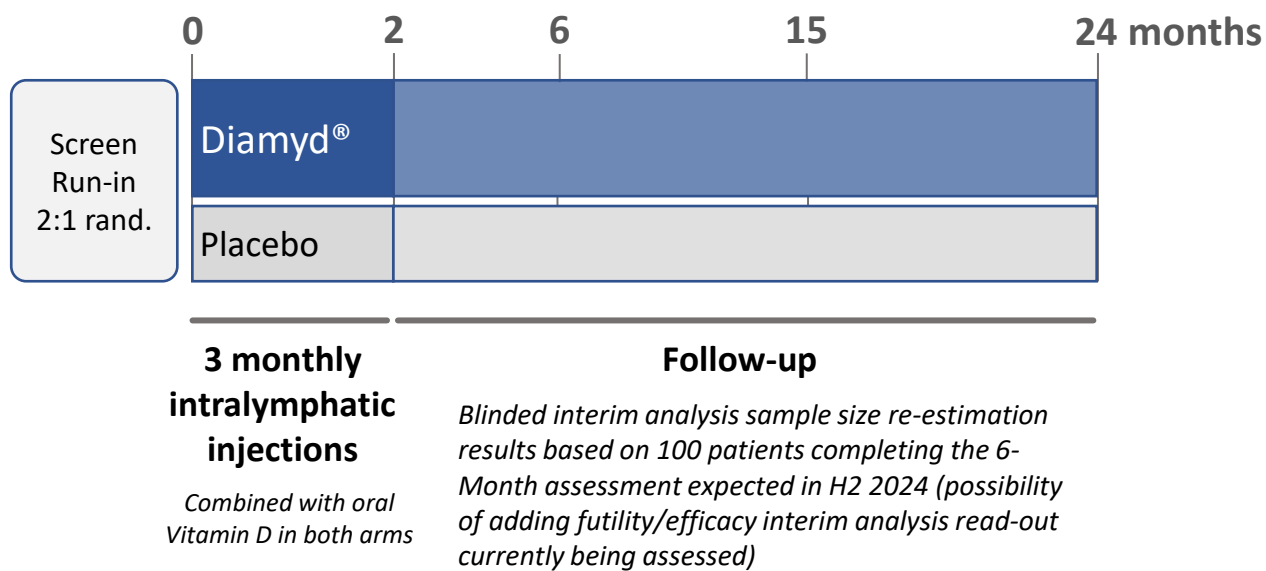 0 2 6 15 24 months
Screen
Run-in
2:1 rand.
Diamyd®
Placebo
3 monthly
intralymphatic
injections
Combined with oral
Vitamin D in both arms
Follow-up
Blinded interim analysis sample size re-estimation
results based on 100 patients completing the 6-
Month assessment expected in H2 2024 (possibility
of adding futility/efficacy interim analysis read-out
currently being assessed)